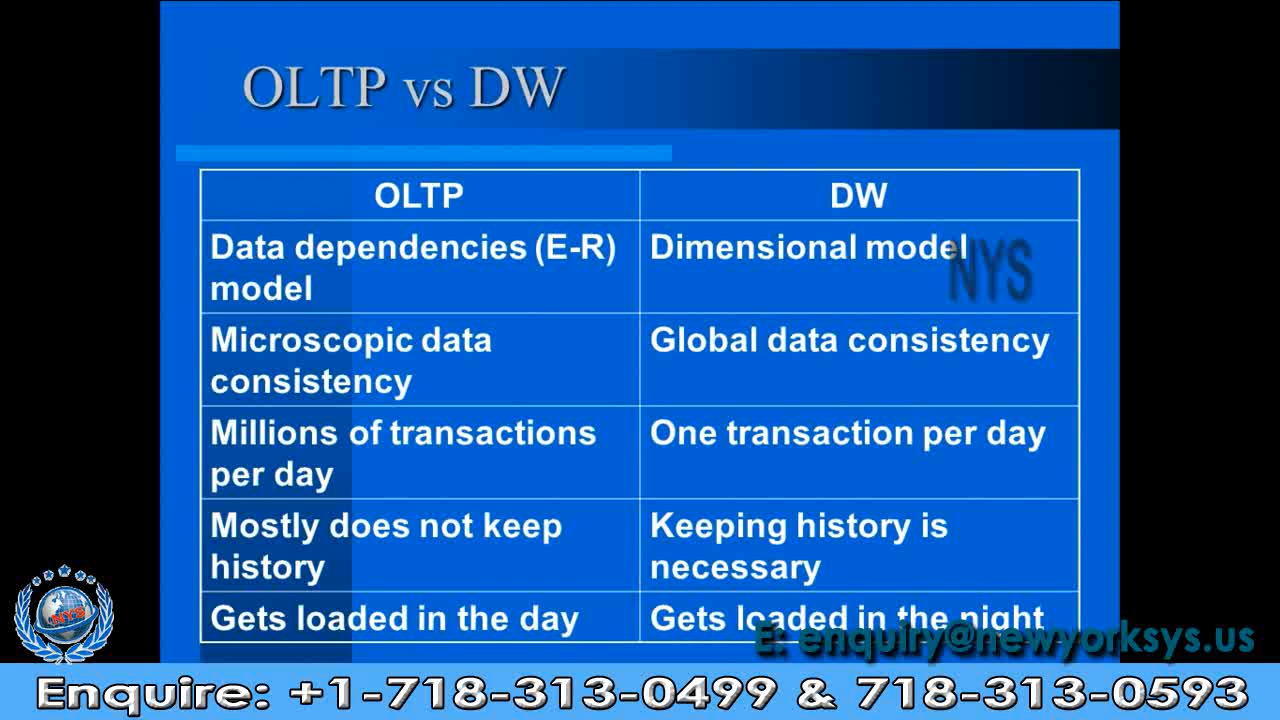 OLTP vs DW
OLTP
DW
Data dependencies (E-R)
model
Dimensional model
NYS
Microscopic data
consistency
Global data consistency
Millions of transactions
per day
One transaction per day
Mostly does not keep
history
Keeping history is
necessary
Gets loaded in the day
Gets loaded in the night
E: enquiry@newyorksys.us
NYS
Enquire: +1-718-313-0499 & 718-313-0593